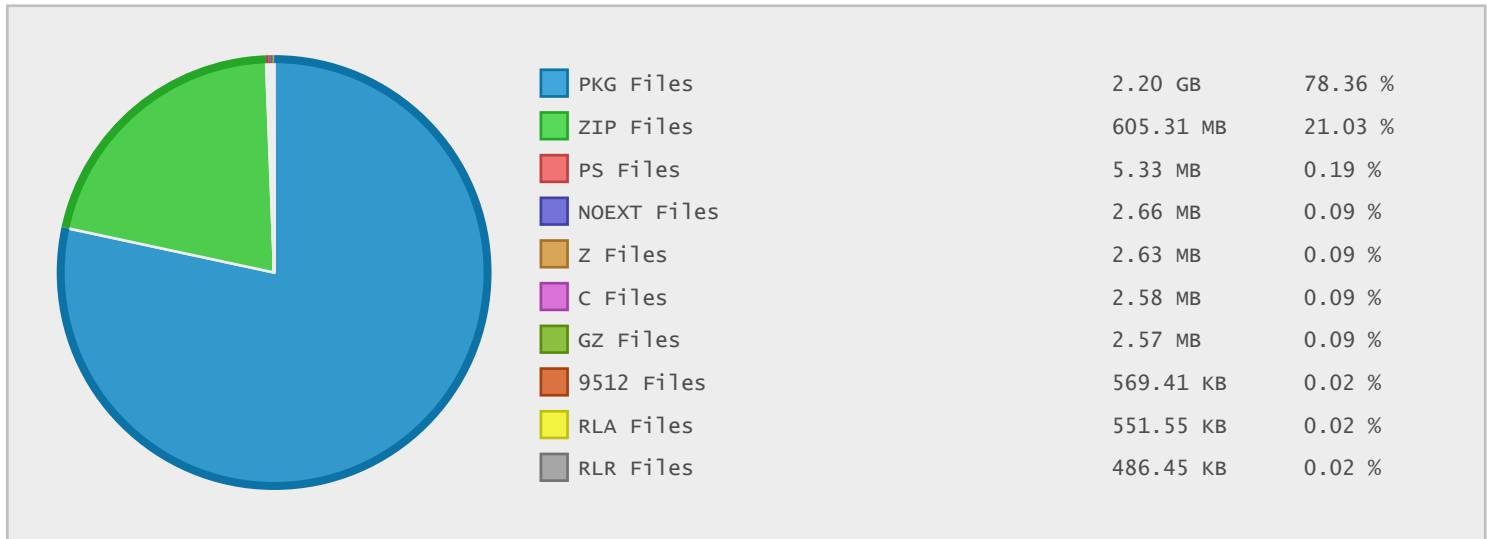 PKG Files 2.20 GB 78.36 %
ZIP Files 605.31 MB 21.03 %
PS Files 5.33 MB 0.19 %
NOEXT Files 2.66 MB 0.09 %
Z Files 2.63 MB 0.09 %
C Files 2.58 MB 0.09 %
GZ Files 2.57 MB 0.09 %
9512 Files 569.41 KB 0.02 %
RLA Files 551.55 KB 0.02 %
RLR Files 486.45 KB 0.02 %